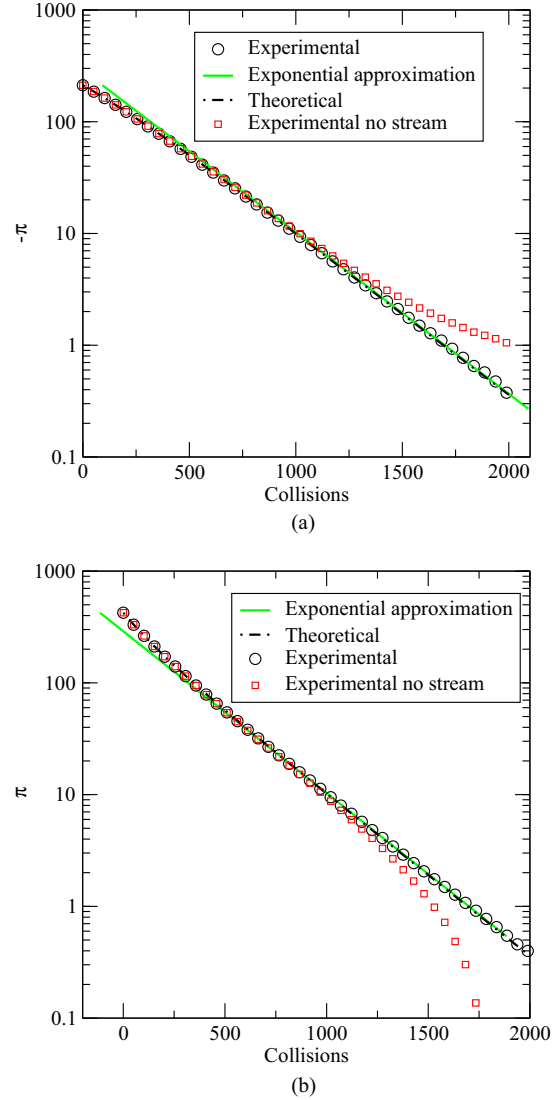 1000
100
10
1
0.1
-π
Experimental
Exponential approximation
Theoretical
Experimental no stream
0 500 1000 1500 2000
Collisions
(a)
1000
100
10
1
0.1
π
Exponential approximation
Theoretical
Experimental
Experimental no stream
0 500 1000 1500 2000
Collisions
(b)